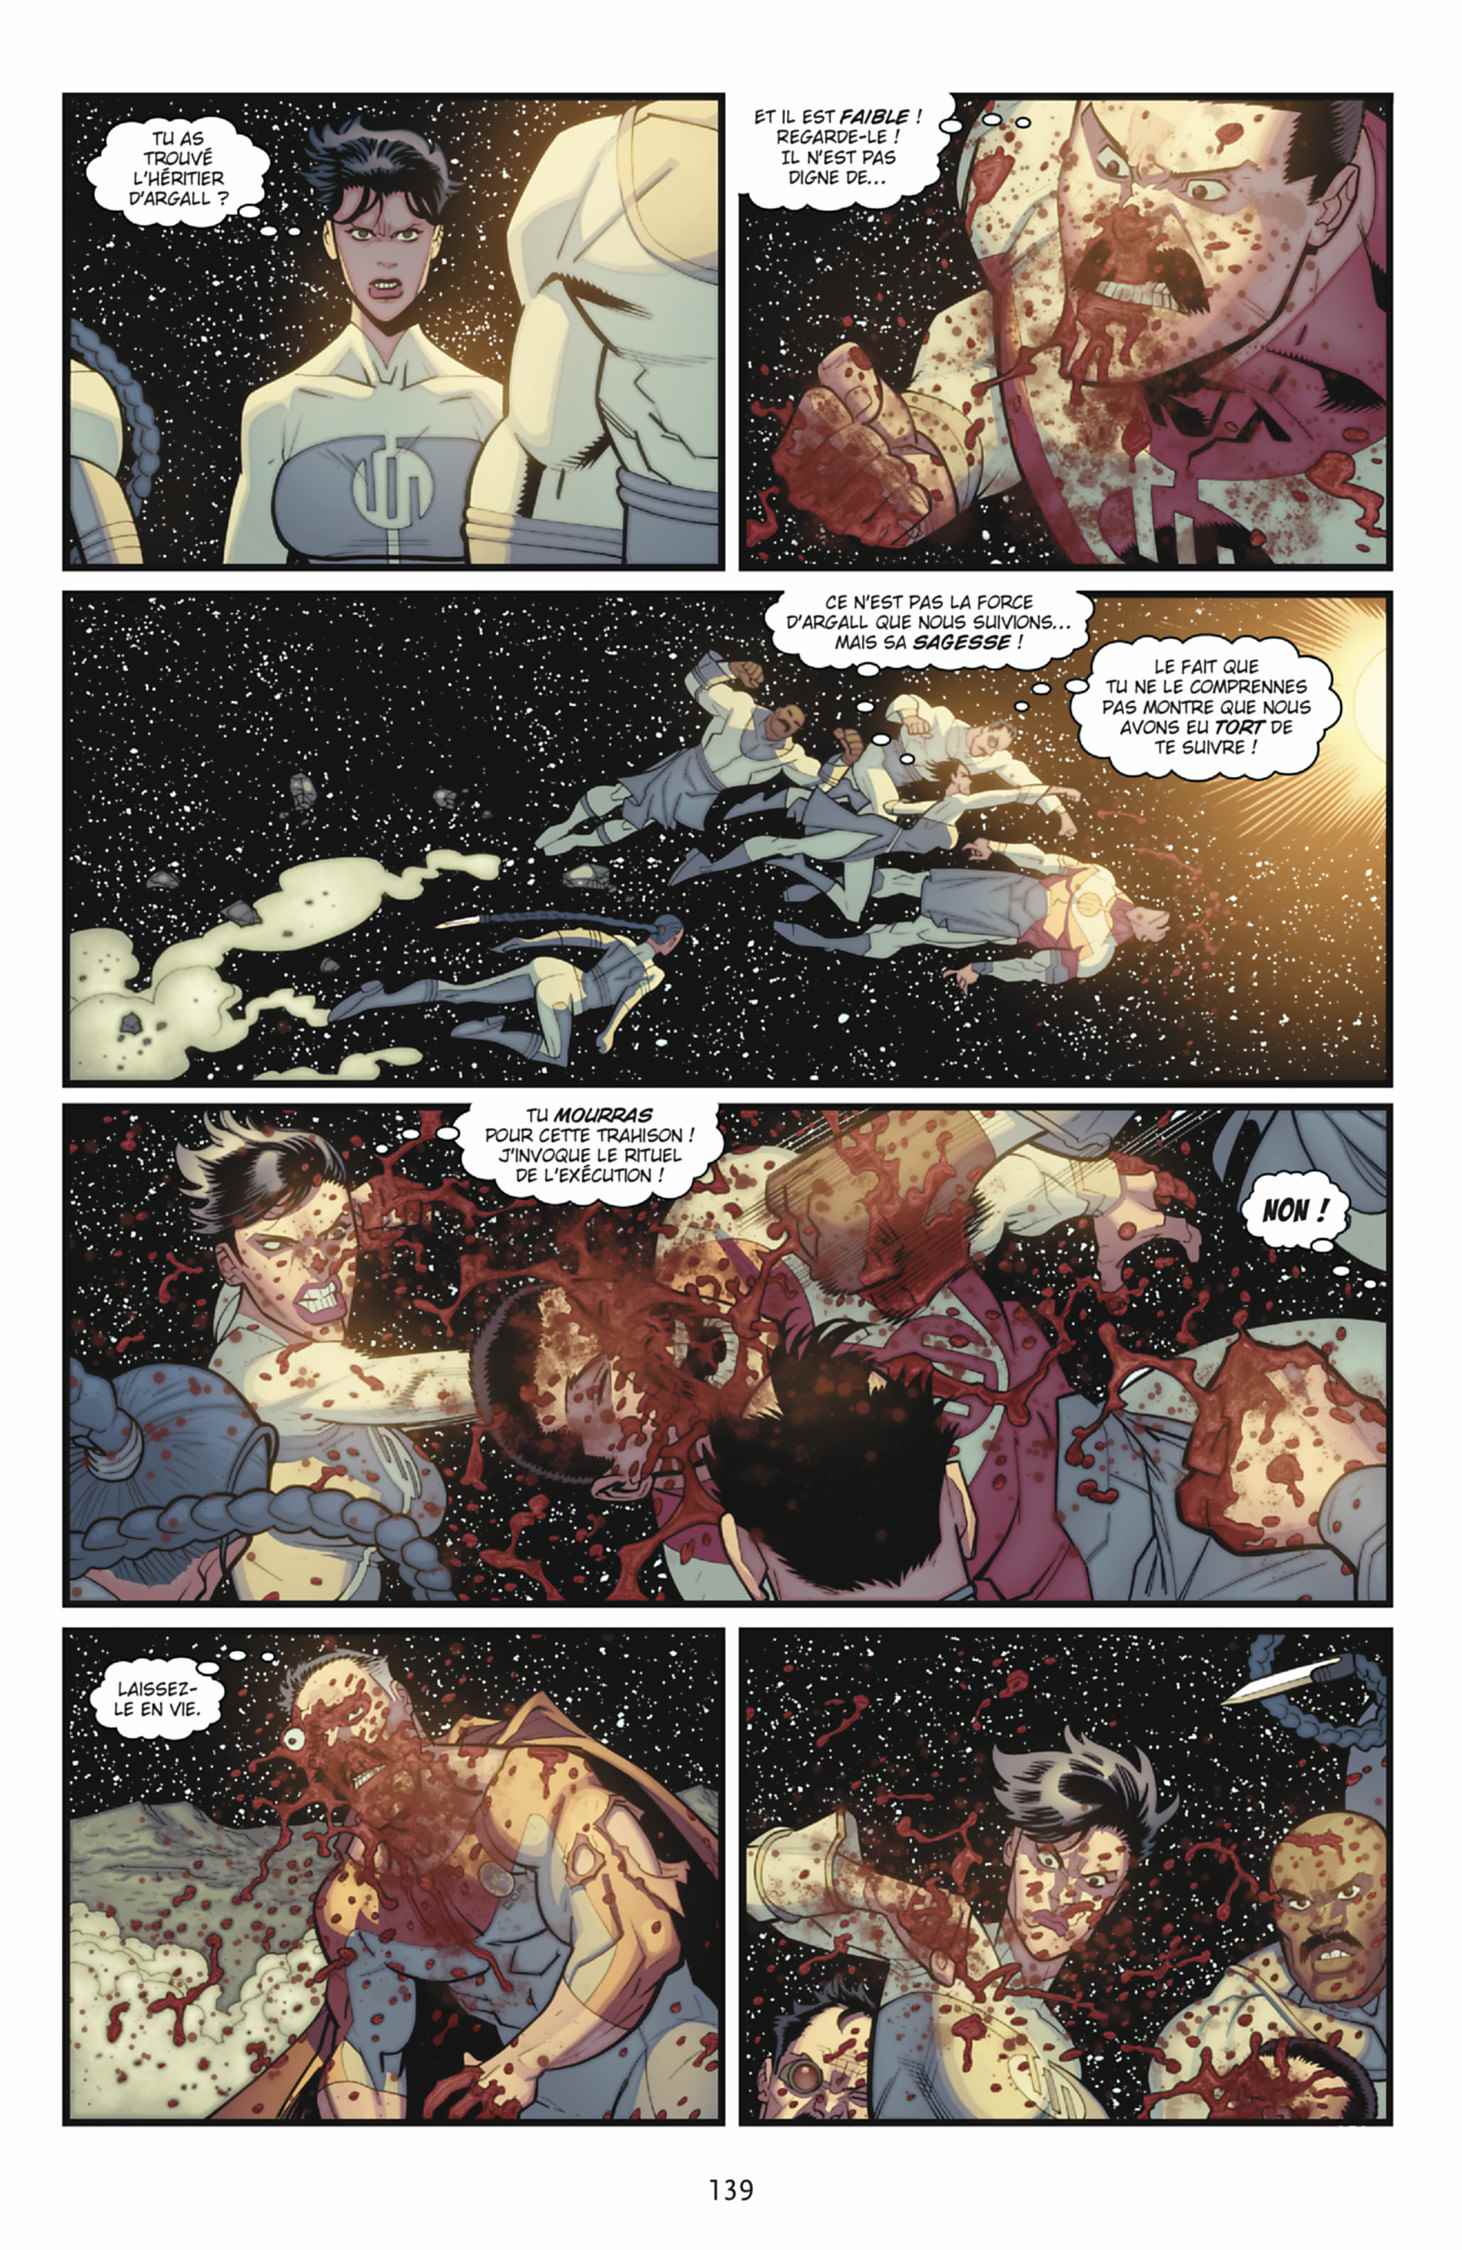 TU AS
TROUVÉ
L'HÉRITIER
D'ARGALL ?
ET IL EST FAIBLE !
REGARDE-LE !
IL N'EST PAS
DIGNE DE...
CE N'EST PAS LA FORCE
D'ARGALL QUE NOUS SUIVIONS...
MAIS SA SAGESSE !
LE FAIT QUE
TU NE LE COMPRENNES
PAS MONTRE QUE NOUS
AVONS EU TORT DE
TE SUIVRE !
TU MOURRAS
POUR CETTE TRAHISON !
J'INVOQUE LE RITUEL
DE L'EXÉCUTION !
NON !
LAISSEZ-
LE EN VIE.
139